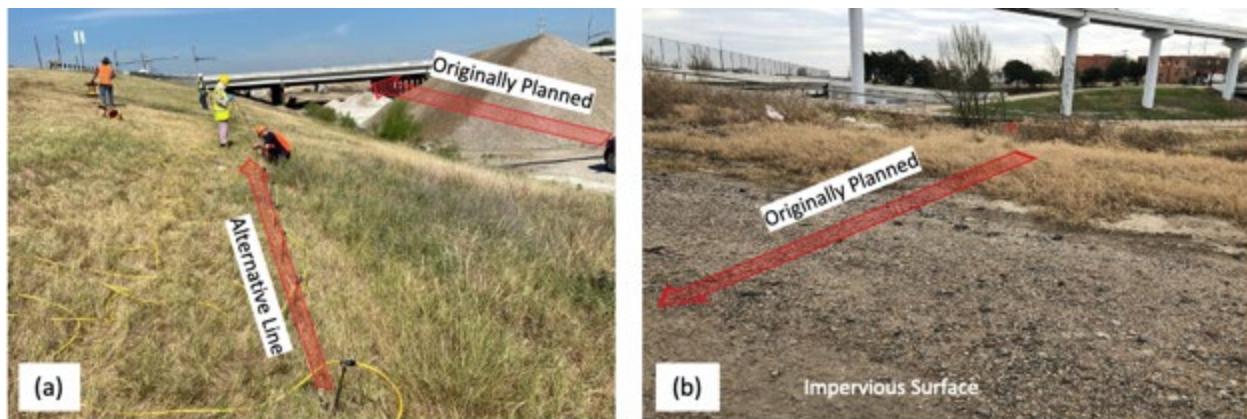 Originally Planned
Alternative Line
(a)
Originally Planned
Impervious Surface
(b)